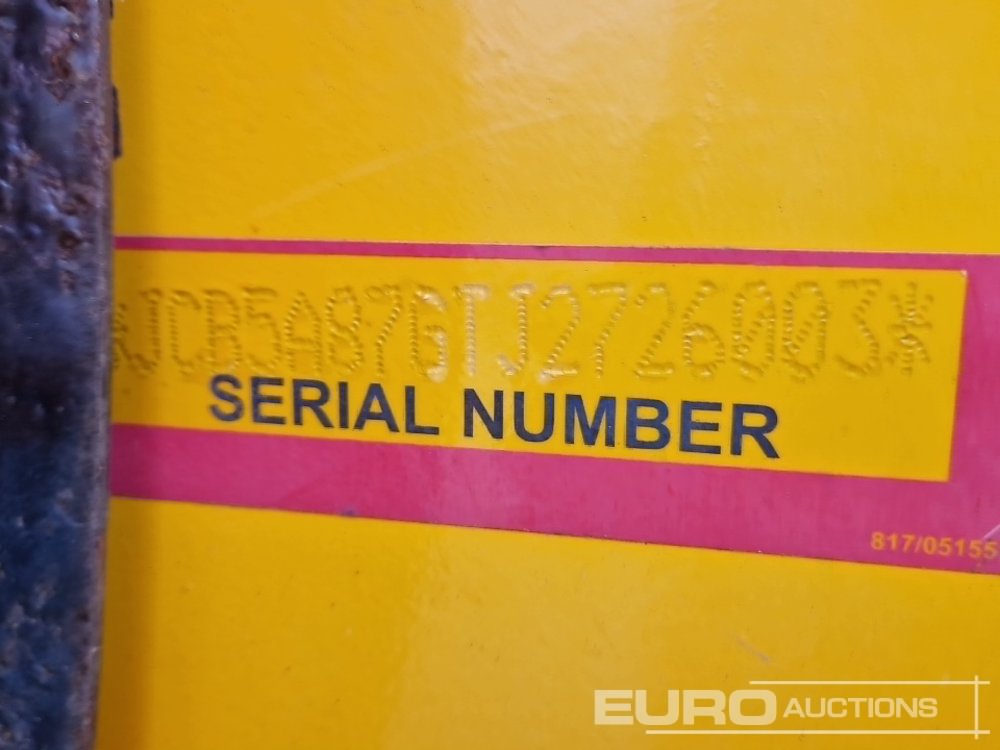 *JCB5A87GTJ2726003*
SERIAL NUMBER
817/05155
EURO AUCTIONS